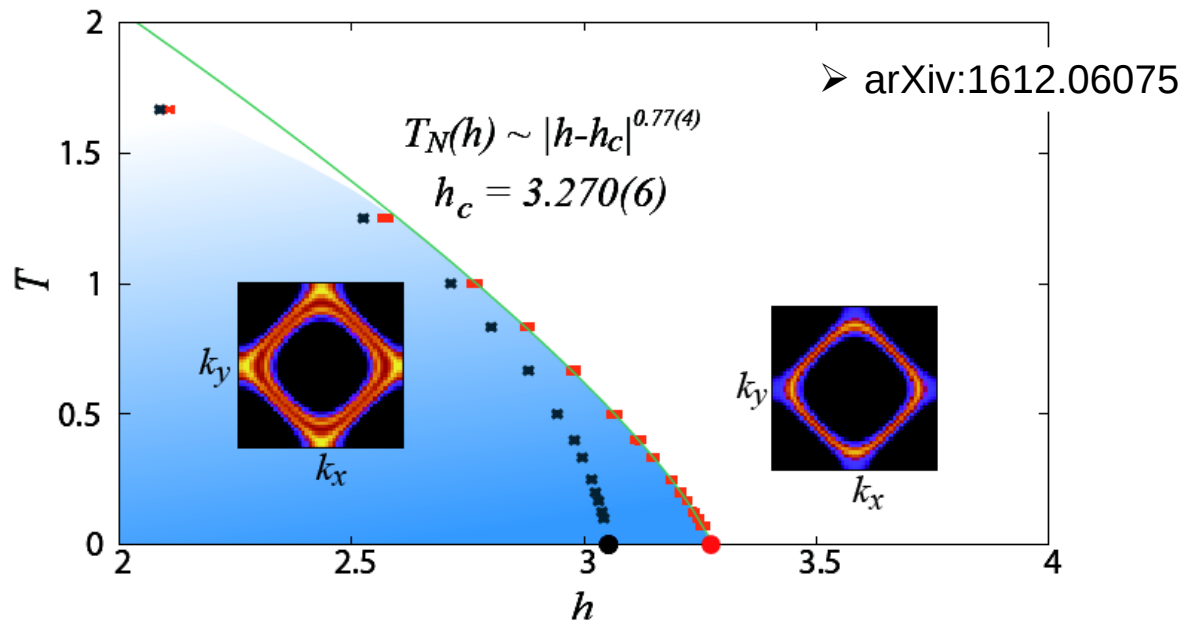 2
➢ arXiv:1612.06075
T_N(h) ~ |h-h_c|^{0.77(4)}
1.5
h_c = 3.270(6)
T
1
k_y
k_y
0.5
k_x
k_x
0
2
2.5
3
3.5
4
h